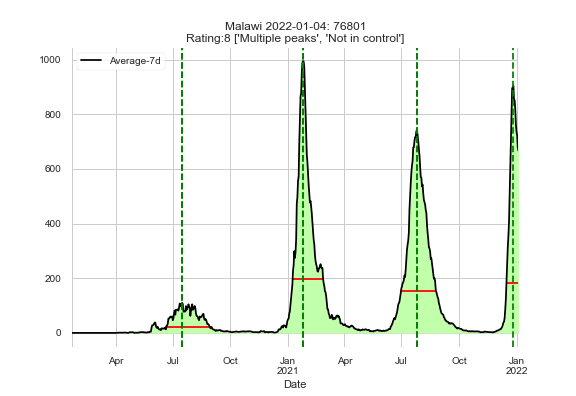 Malawi 2022-01-04: 76801
Rating:8 ['Multiple peaks', 'Not in control']
Average-7d
1000
800
600
400
200
0
Apr Jul Oct Jan Apr Jul Oct Jan
2021 2022
Date